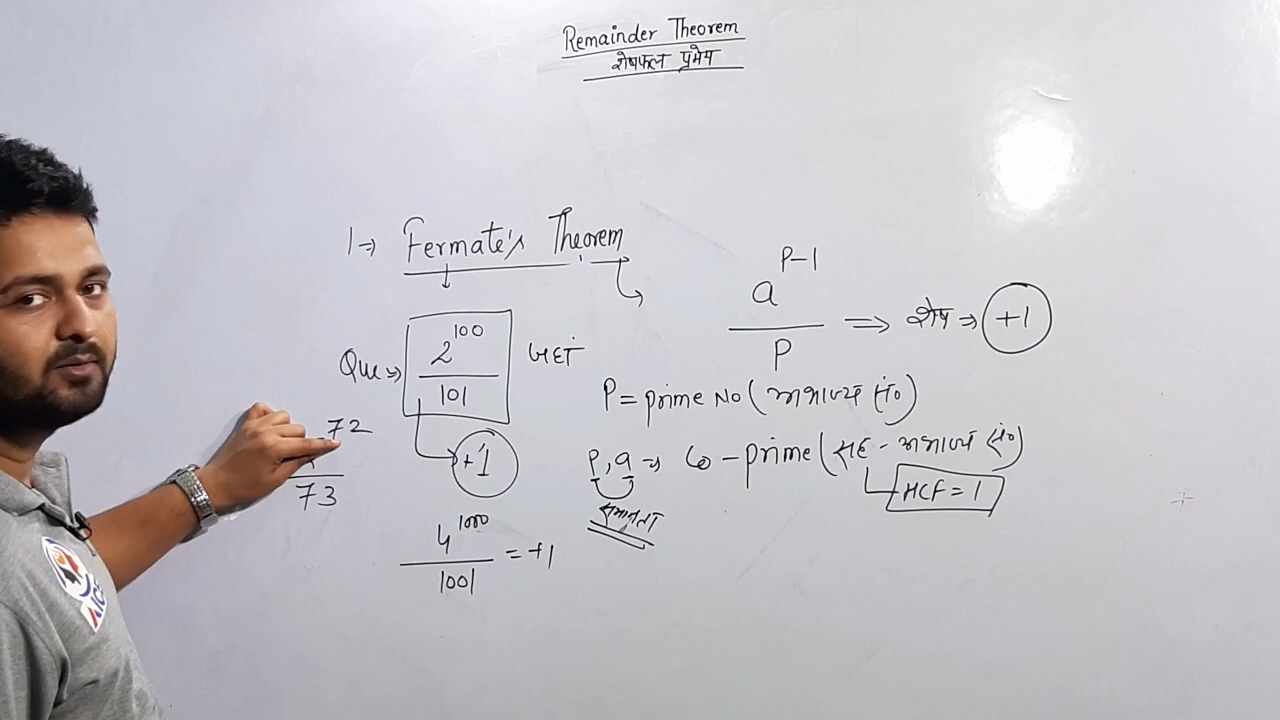 Remainder Theorem
शेषफल प्रमेय
1⇒ Fermate's Theorem
a^{P-1} / P ⇒ शेष ⇒ +1
Que ⇒ 2^{100} / 101
+1
P = prime No (अभाज्य सं०)
P, a ⇒ Co-prime (सह-अभाज्य सं०)
HCF = 1
72
73
4^{1000} / 1001 = +1